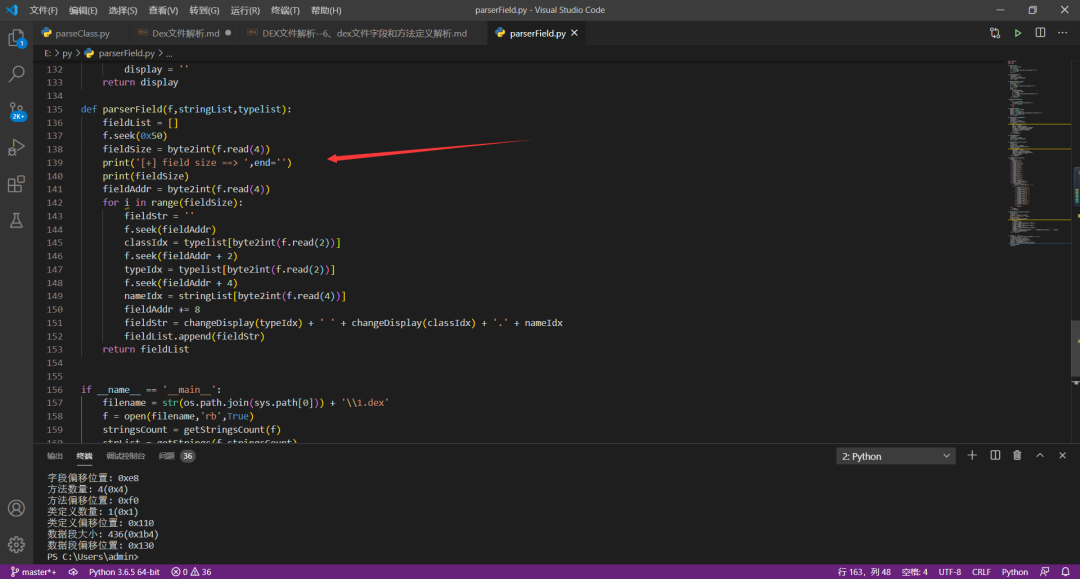 文件(F) 编辑(E) 选择(S) 查看(V) 转到(G) 运行(R) 终端(T) 帮助(H) parserField.py - Visual Studio Code
parseClass.py Dex文件解析.md DEX文件解析--6、dex文件字段和方法定义解析.md parserField.py
E: > py > parserField.py > ...
132 display = ''
133 return display
134
135 def parserField(f,stringList,typelist):
136 fieldList = []
137 f.seek(0x50)
138 fieldSize = byte2int(f.read(4))
139 print('[+] field size ==> ',end='')
140 print(fieldSize)
141 fieldAddr = byte2int(f.read(4))
142 for i in range(fieldSize):
143 fieldStr = ''
144 f.seek(fieldAddr)
145 classIdx = typelist[byte2int(f.read(2))]
146 f.seek(fieldAddr + 2)
147 typeIdx = typelist[byte2int(f.read(2))]
148 f.seek(fieldAddr + 4)
149 nameIdx = stringList[byte2int(f.read(4))]
150 fieldAddr += 8
151 fieldStr = changeDisplay(typeIdx) + ' ' + changeDisplay(classIdx) + '.' + nameIdx
152 fieldList.append(fieldStr)
153 return fieldList
154
155
156 if __name__ == '__main__':
157 filename = str(os.path.join(sys.path[0])) + '\\1.dex'
158 f = open(filename,'rb',True)
159 stringsCount = getStringsCount(f)
160 strList = getStrings(f,stringsCount)
1
2K+
输出 终端 调试控制台 问题 36 2: Python
字段偏移位置: 0xe8
方法数量: 4(0x4)
方法偏移位置: 0xf0
类定义数量: 1(0x1)
类定义偏移位置: 0x110
数据段大小: 436(0x1b4)
数据段偏移位置: 0x130
PS C:\Users\admin>
master*+ Python 3.6.5 64-bit 0 36 行 163，列 48 空格: 4 UTF-8 CRLF Python